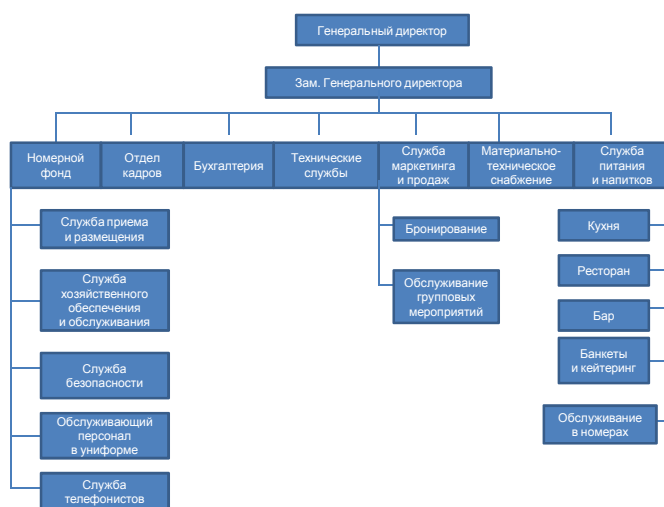 Генеральный директор
Зам. Генерального директора
Номерной
фонд
Отдел
кадров
Бухгалтерия
Технические
службы
Служба
маркетинга
и продаж
Материально-
техническое
снабжение
Служба
питания
и напитков
Служба приема
и размещения
Служба
хозяйственного
обеспечения
и обслуживания
Служба
безопасности
Обслуживающий
персонал
в униформе
Служба
телефонистов
Бронирование
Обслуживание
групповых
мероприятий
Кухня
Ресторан
Бар
Банкеты
и кейтеринг
Обслуживание
в номерах